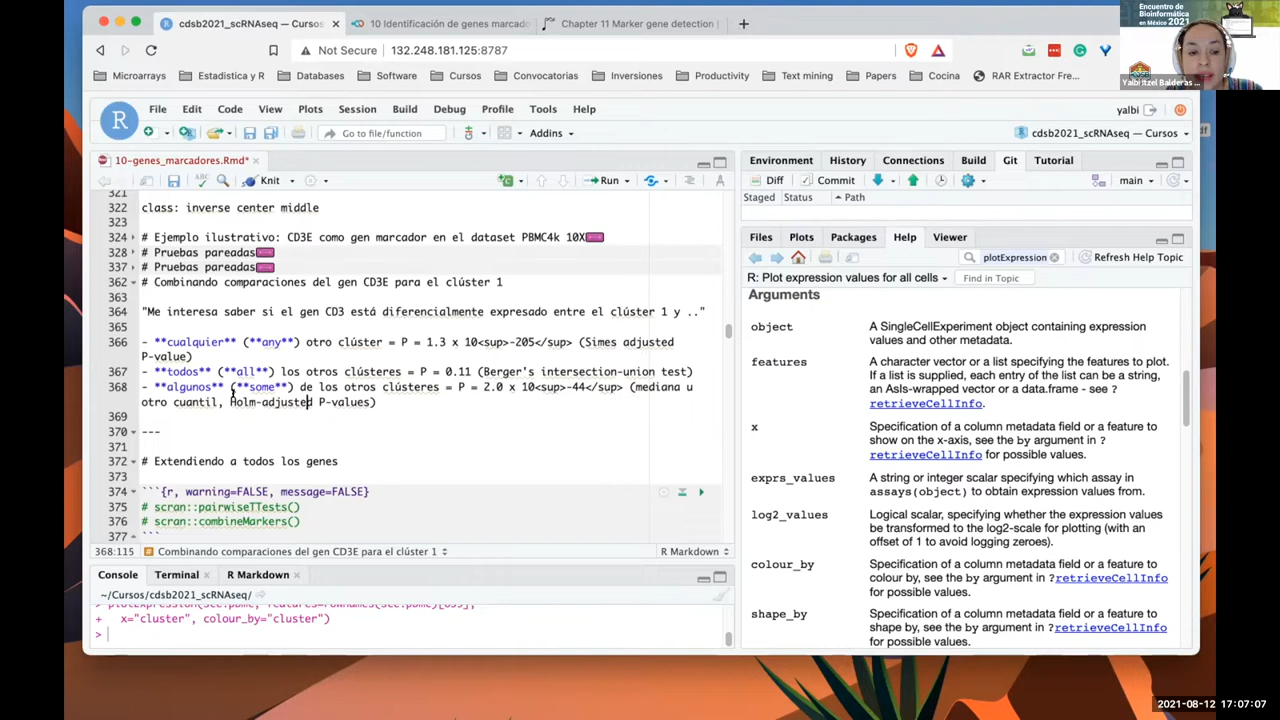 cdsb2021_scRNAseq — Cursos
10 Identificación de genes marcado
Chapter 11 Marker gene detection |
Not Secure | 132.248.181.125:8787
Microarrays Estadistica y R Databases Software Cursos Convocatorias Inversiones Productivity Text mining Papers Cocina RAR Extractor Fre...
Encuentro de
Bioinformática
en México 2021
Yalbi Itzel Balderas
File Edit Code View Plots Session Build Debug Profile Tools Help
yalbi
Go to file/function
Addins
cdsb2021_scRNAseq — Cursos
10-genes_marcadores.Rmd*
Knit
Run
321
322 class: inverse center middle
323
324 # Ejemplo ilustrativo: CD3E como gen marcador en el dataset PBMC4k 10X
328 # Pruebas pareadas
337 # Pruebas pareadas
362 # Combinando comparaciones del gen CD3E para el clúster 1
363
364 "Me interesa saber si el gen CD3 está diferencialmente expresado entre el clúster 1 y .."
365
366 - **cualquier** (**any**) otro clúster = P = 1.3 x 10<sup>-205</sup> (Simes adjusted
P-value)
367 - **todos** (**all**) los otros clústeres = P = 0.11 (Berger's intersection-union test)
368 - **algunos** (**some**) de los otros clústeres = P = 2.0 x 10<sup>-44</sup> (mediana u
otro cuantil, Holm-adjusted P-values)
369
370 ---
371
372 # Extendiendo a todos los genes
373
374 ```{r, warning=FALSE, message=FALSE}
375 # scran::pairwiseTTests()
376 # scran::combineMarkers()
377 ```
368:115 Combinando comparaciones del gen CD3E para el clúster 1
R Markdown
Console Terminal R Markdown
~/Cursos/cdsb2021_scRNAseq/
> plotExpression(sce.pbmc, features=rownames(sce.pbmc)[899],
+ x="cluster", colour_by="cluster")
>
Environment History Connections Build Git Tutorial
Diff Commit
main
Staged Status Path
Files Plots Packages Help Viewer
plotExpression
Refresh Help Topic
R: Plot expression values for all cells
Find in Topic
Arguments
object A SingleCellExperiment object containing expression
values and other metadata.
features A character vector or a list specifying the features to plot.
If a list is supplied, each entry of the list can be a string,
an AsIs-wrapped vector or a data.frame - see ?
retrieveCellInfo.
x Specification of a column metadata field or a feature to
show on the x-axis, see the by argument in ?
retrieveCellInfo for possible values.
exprs_values A string or integer scalar specifying which assay in
assays(object) to obtain expression values from.
log2_values Logical scalar, specifying whether the expression values
be transformed to the log2-scale for plotting (with an
offset of 1 to avoid logging zeroes).
colour_by Specification of a column metadata field or a feature to
colour by, see the by argument in ?retrieveCellInfo
for possible values.
shape_by Specification of a column metadata field or a feature to
shape by, see the by argument in ?retrieveCellInfo
for possible values.
2021-08-12 17:07:07